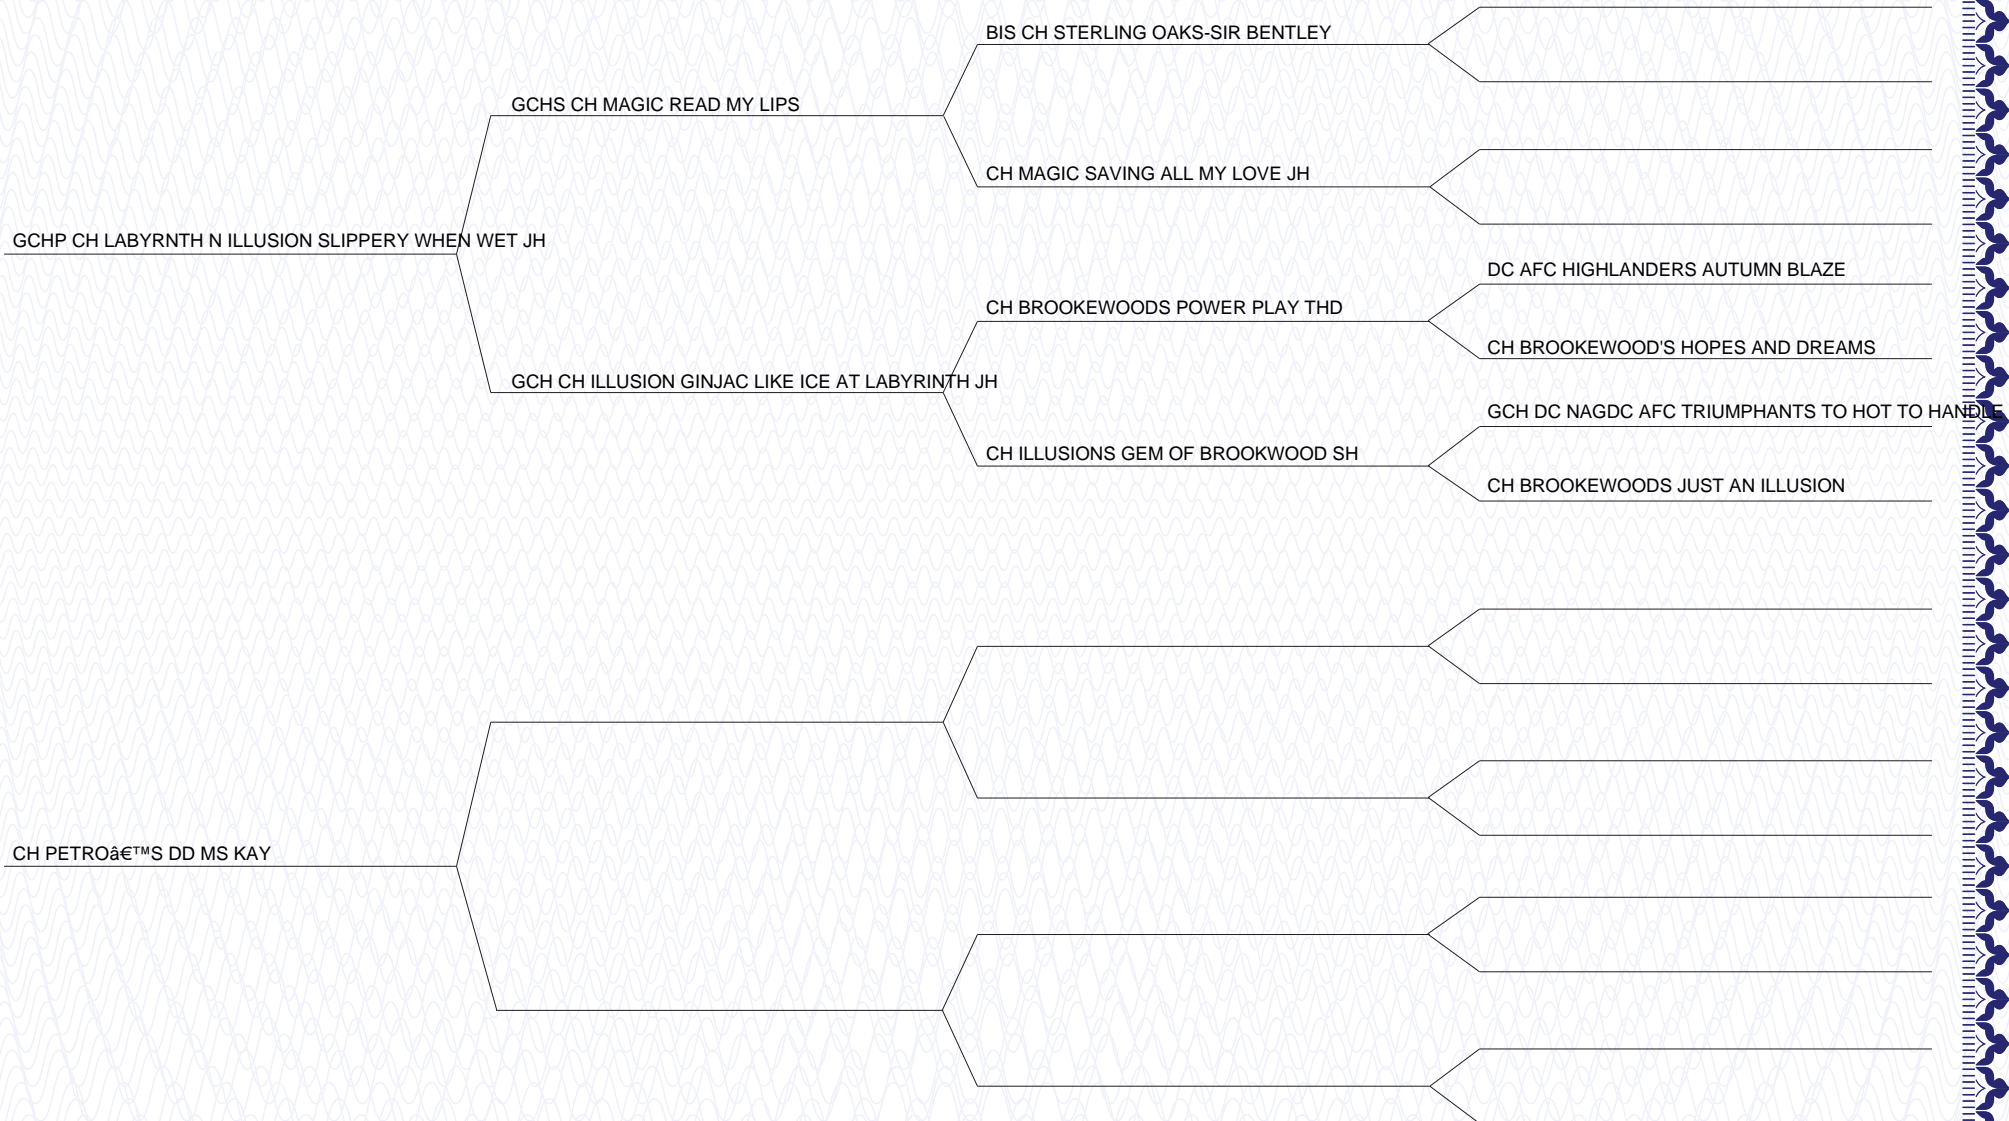 BIS CH STERLING OAKS-SIR BENTLEY
GCHS CH MAGIC READ MY LIPS
CH MAGIC SAVING ALL MY LOVE JH
GCHP CH LABYRNTH N ILLUSION SLIPPERY WHEN WET JH
DC AFC HIGHLANDERS AUTUMN BLAZE
CH BROOKEWOODS POWER PLAY THD
CH BROOKEWOOD'S HOPES AND DREAMS
GCH CH ILLUSION GINJAC LIKE ICE AT LABYRINTH JH
GCH DC NAGDC AFC TRIUMPHANTS TO HOT TO HANDLE
CH ILLUSIONS GEM OF BROOKWOOD SH
CH BROOKEWOODS JUST AN ILLUSION
CH PETROâ€™S DD MS KAY